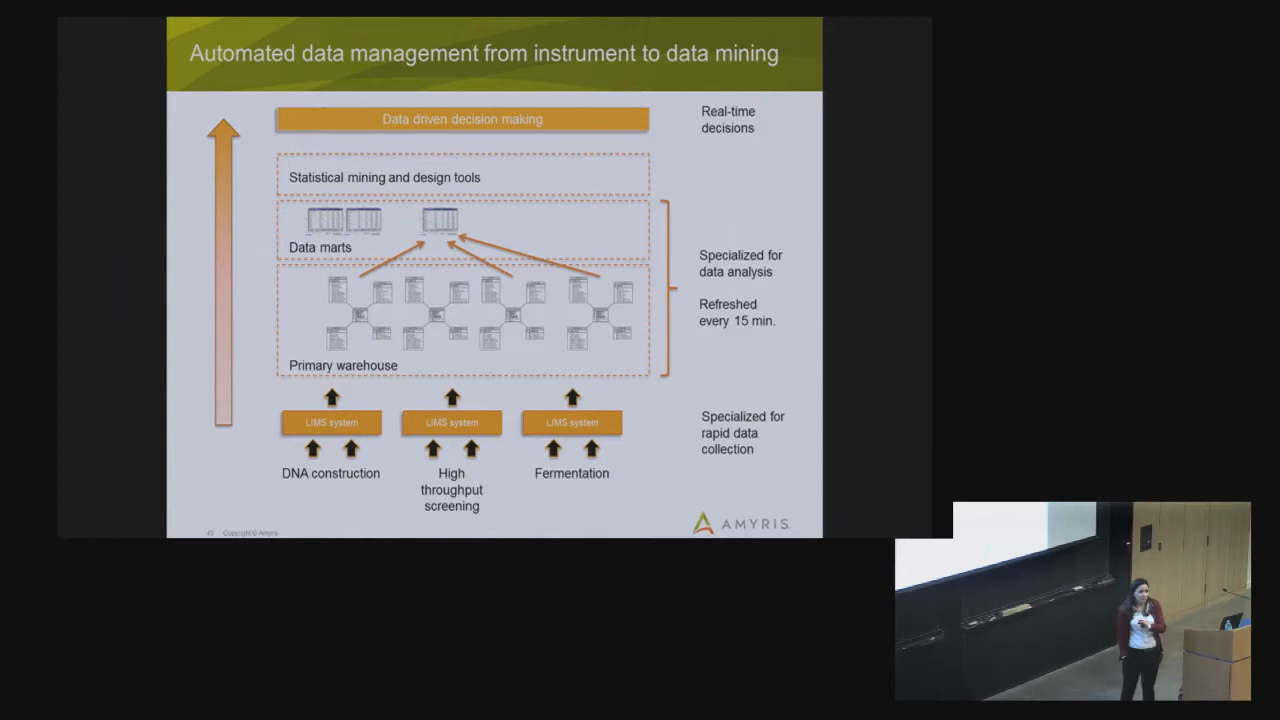 Automated data management from instrument to data mining
Data driven decision making
Real-time
decisions
Statistical mining and design tools
Data marts
Specialized for
data analysis
Refreshed
every 15 min.
Primary warehouse
LIMS system
LIMS system
LIMS system
Specialized for
rapid data
collection
DNA construction
High
throughput
screening
Fermentation
Copyright © Amyris
AMYRIS